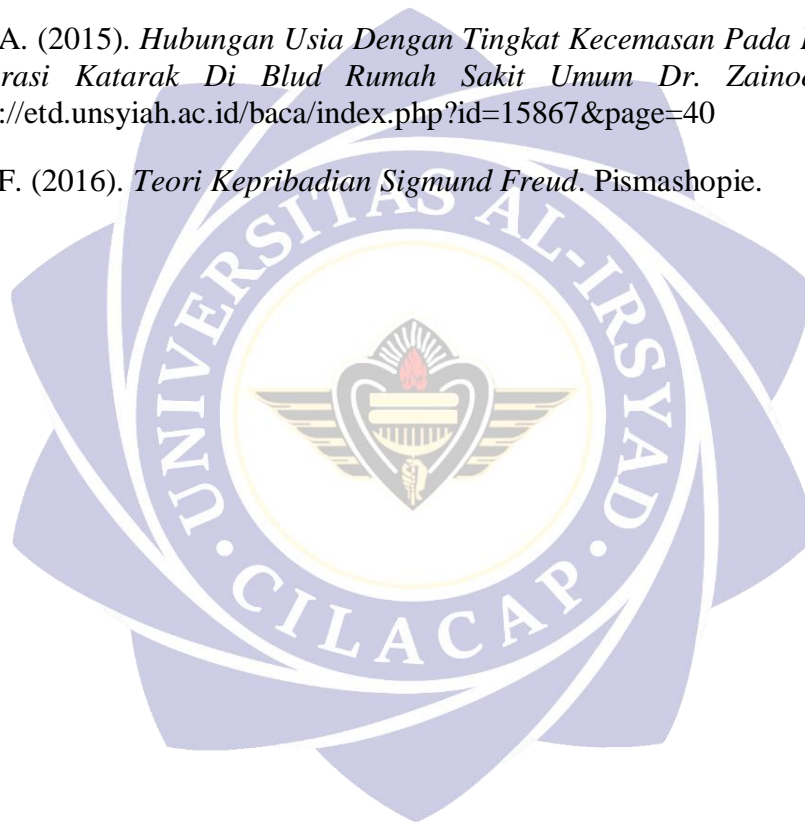 A. (2015). Hubungan Usia Dengan Tingkat Kecemasan Pada
rasi Katarak Di Blud Rumah Sakit Umum Dr.
://etd.unsyiah.ac.id/baca/index.php?id=15867&page=40
F. (2016). Teori Kepribadian Sigmund Freud. Pismashopie.
UNIVERSITAS AL-IRSYAD
CILACAP